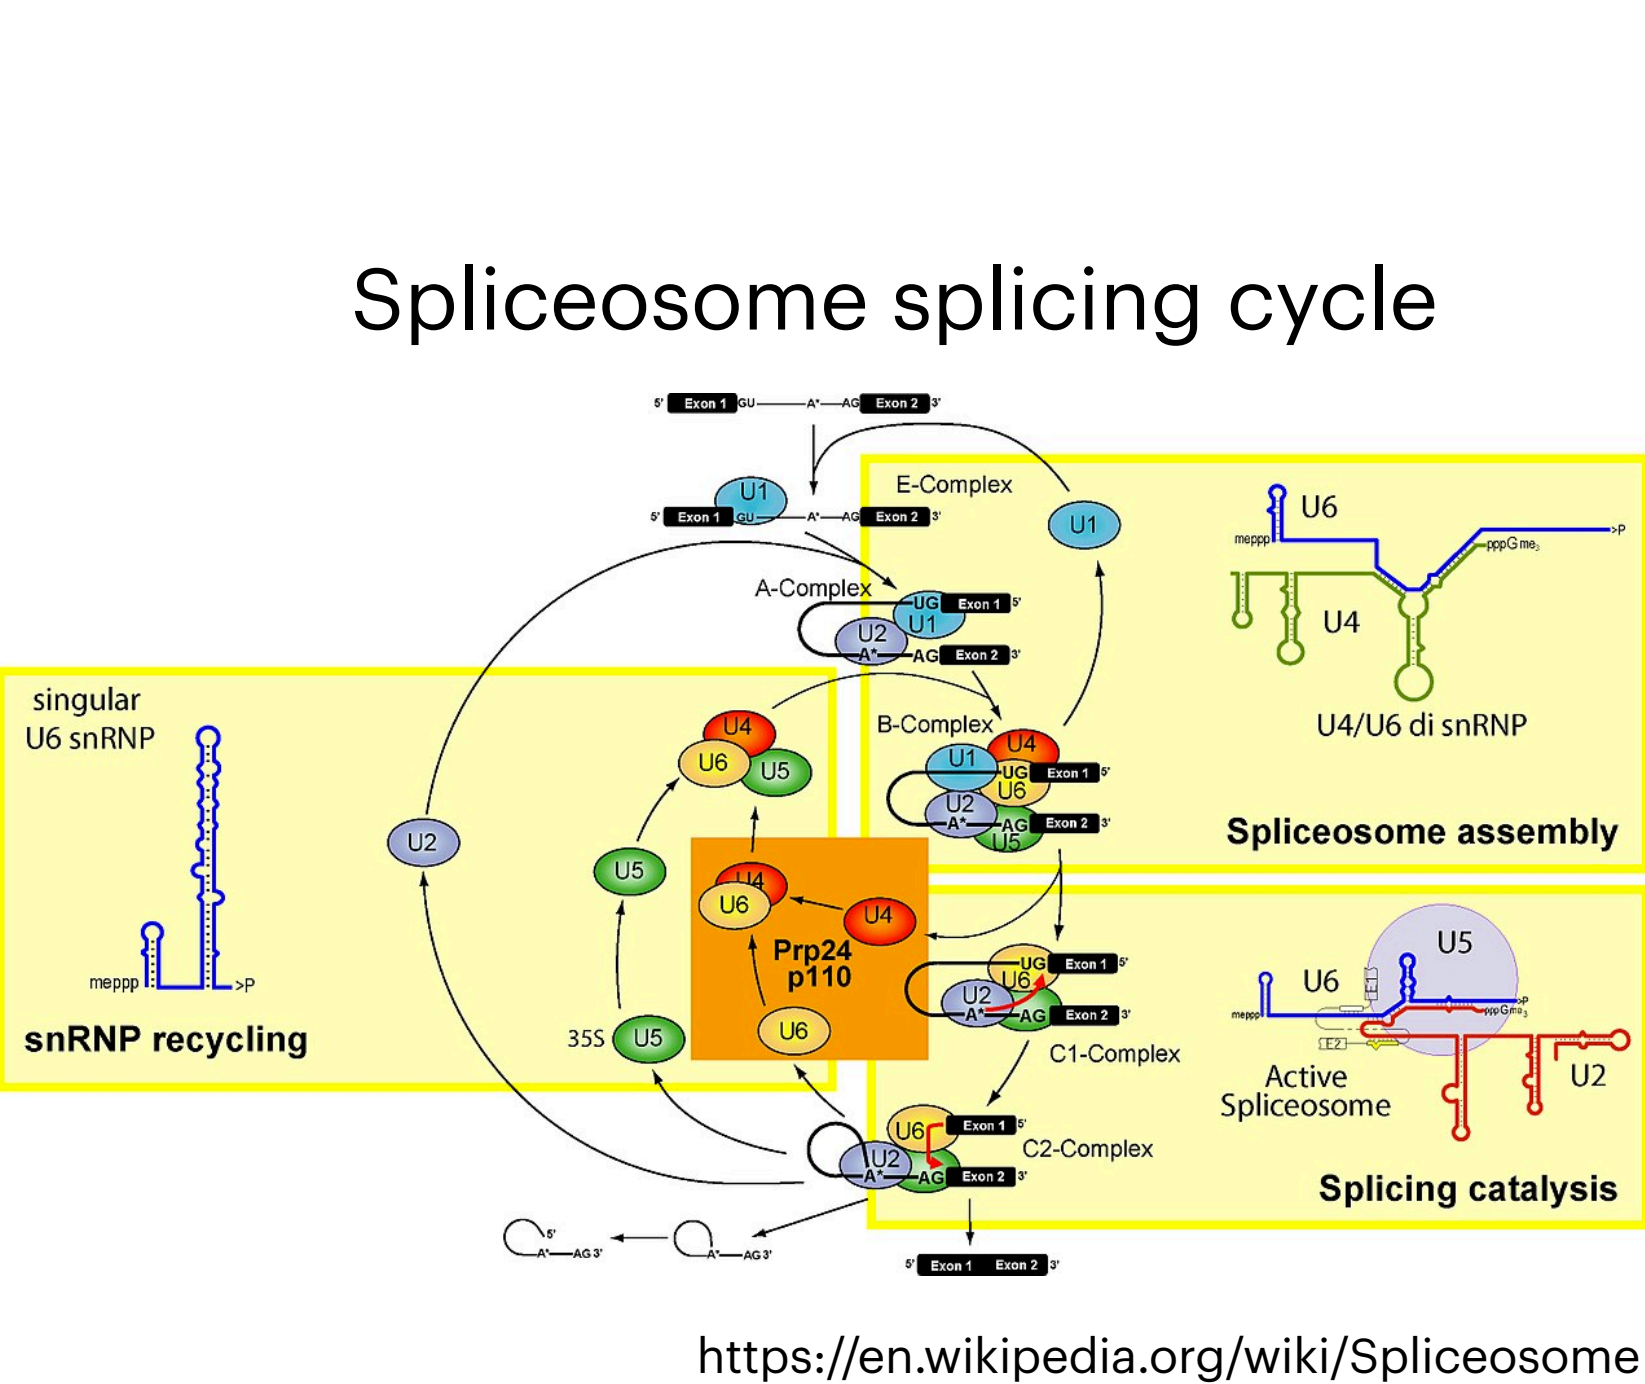 Spliceosome splicing cycle
5' Exon 1 GU A* AG Exon 2 3'
E-Complex
U1
5' Exon 1 GU A* AG Exon 2 3'
U1
A-Complex
UG Exon 1 5'
U1
U2
A* AG Exon 2 3'
U6
meppp
>P
pppG me3
U4
U4/U6 di snRNP
B-Complex
U4
U1
UG Exon 1 5'
U6
U2
A* AG Exon 2 3'
U5
Spliceosome assembly
singular
U6 snRNP
meppp
>P
snRNP recycling
U2
U4
U6
U5
U5
U4
U6
U4
Prp24
p110
U6
35S
U5
UG Exon 1 5'
U6
U2
A* AG Exon 2 3'
C1-Complex
U5
U6
meppp
>P
pppG me3
E2
U2
Active
Spliceosome
U6
Exon 1 5'
C2-Complex
U2
A* AG Exon 2 3'
Splicing catalysis
5'
A* AG 3'
A* AG 3'
5' Exon 1 Exon 2 3'
https://en.wikipedia.org/wiki/Spliceosome